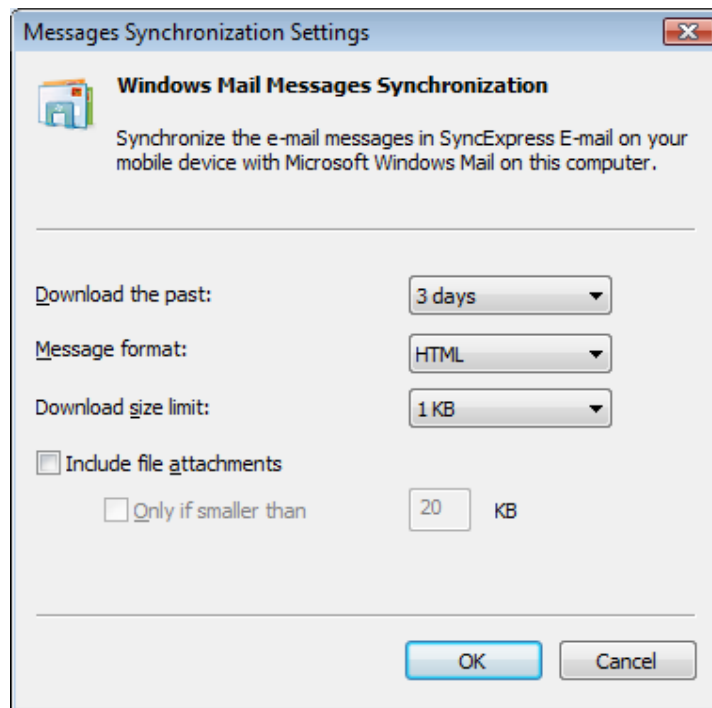 Messages Synchronization Settings
Windows Mail Messages Synchronization
Synchronize the e-mail messages in SyncExpress E-mail on your
mobile device with Microsoft Windows Mail on this computer.
Download the past: 3 days
Message format: HTML
Download size limit: 1 KB
Include file attachments
Only if smaller than 20 KB
OK Cancel